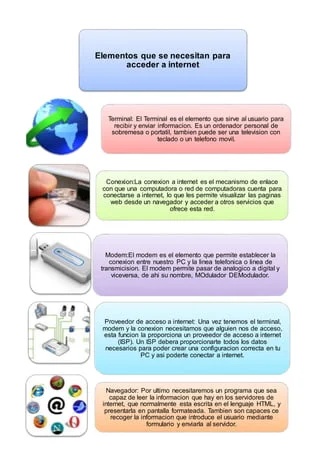 Elementos que se necesitan para
acceder a internet
Terminal: El Terminal es el elemento que sirve al usuario para
recibir y enviar informacion. Es un ordenador personal de
sobremesa o portatil, tambien puede ser una television con
teclado o un telefono movil.
Conexion:La conexion a internet es el mecanismo de enlace
con que una computadora o red de computadoras cuenta para
conectarse a internet, lo que les permite visualizar las paginas
web desde un navegador y acceder a otros servicios que
ofrece esta red.
Modem:El modem es el elemento que permite establecer la
conexion entre nuestro PC y la linea telefonica o linea de
transmicision. El modem permite pasar de analogico a digital y
viceversa, de ahi su nombre, MOdulador DEModulador.
Proveedor de acceso a internet: Una vez tenemos el terminal,
modem y la conexion necesitamos que alguien nos de acceso,
esta funcion la proporciona un proveedor de acceso a internet
(ISP). Un ISP debera proporcionarte todos los datos
necesarios para poder crear una configuracion correcta en tu
PC y asi poderte conectar a internet.
Navegador: Por ultimo necesitaremos un programa que sea
capaz de leer la informacion que hay en los servidores de
internet, que normalmente esta escrita en el lenguaje HTML, y
presentarla en pantalla formateada. Tambien son capaces ce
recoger la informacion que introduce el usuario mediante
formulario y enviarla al servidor.